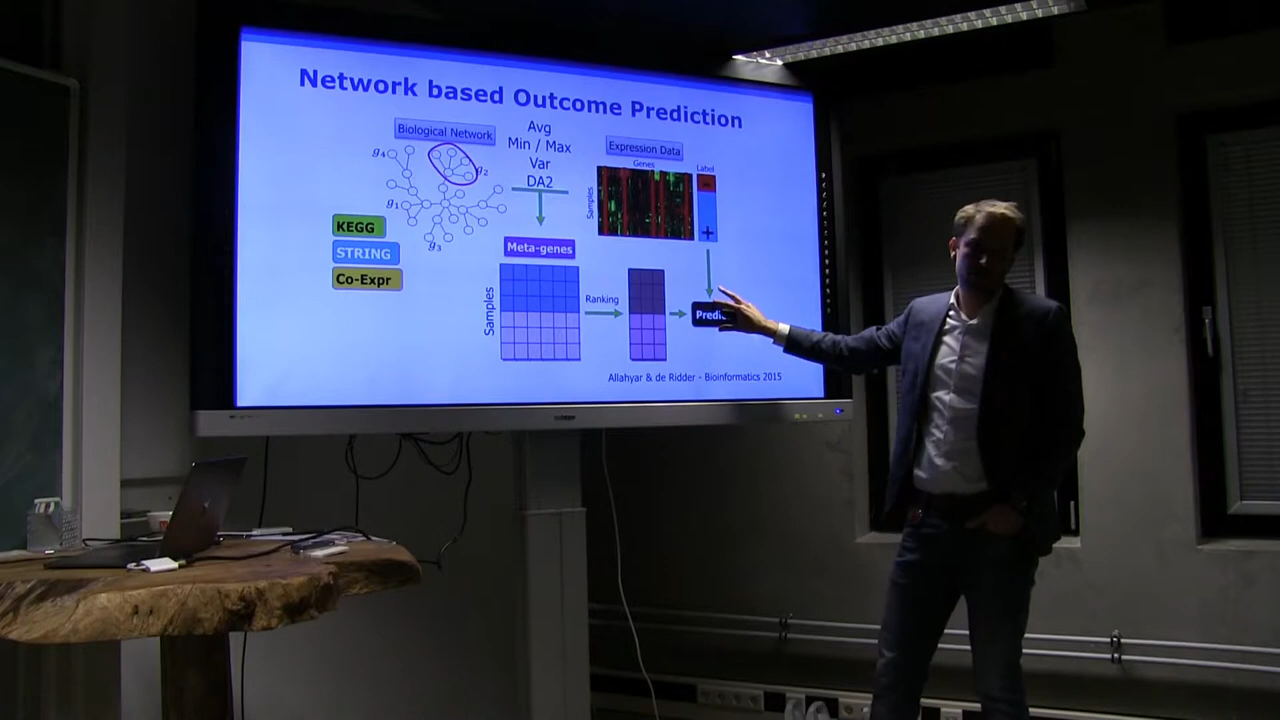 Network based Outcome Prediction
Biological Network
Avg
Min / Max
Var
DA2
Expression Data
Genes
Label
Samples
-
+
g4
g2
g1
g3
KEGG
STRING
Co-Expr
Meta-genes
Samples
Ranking
Allahyar & de Ridder - Bioinformatics 2015